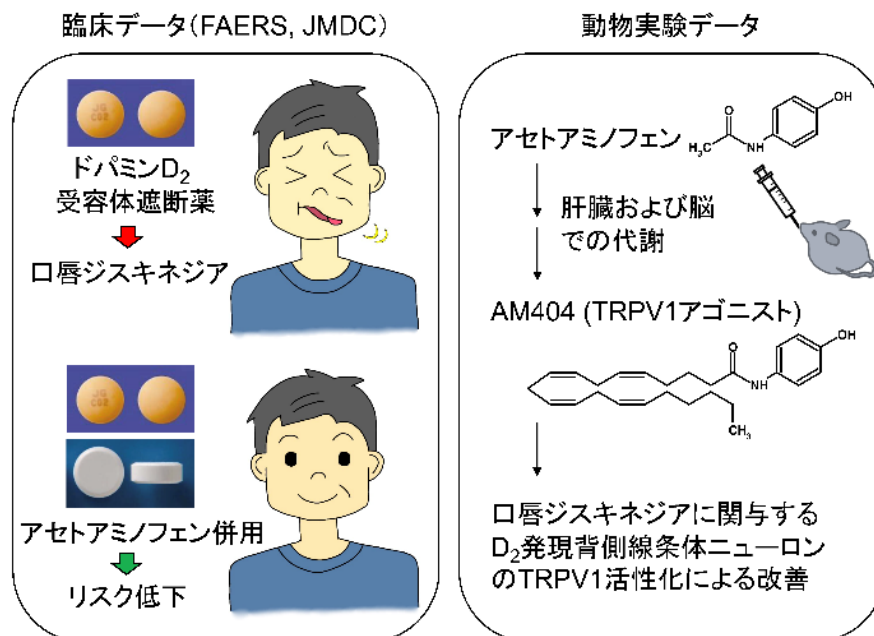 臨床データ(FAERS, JMDC)
ドパミンD2
受容体遮断薬
口唇ジスキネジア
アセトアミノフェン併用
リスク低下
動物実験データ
アセトアミノフェン
O
OH
H3C
NH
肝臓および脳
での代謝
AM404 (TRPV1アゴニスト)
O
OH
NH
CH3
口唇ジスキネジアに関与する
D2発現背側線条体ニューロン
のTRPV1活性化による改善